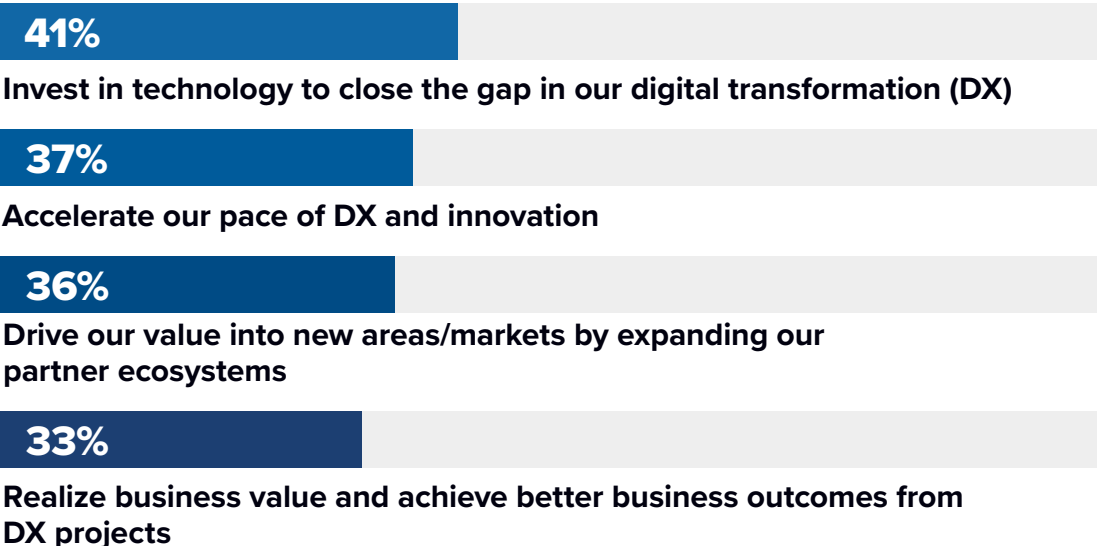 41%
Invest in technology to close the gap in our digital transformation (DX)
37%
Accelerate our pace of DX and innovation
36%
Drive our value into new areas/markets by expanding our
partner ecosystems
33%
Realize business value and achieve better business outcomes from
DX projects